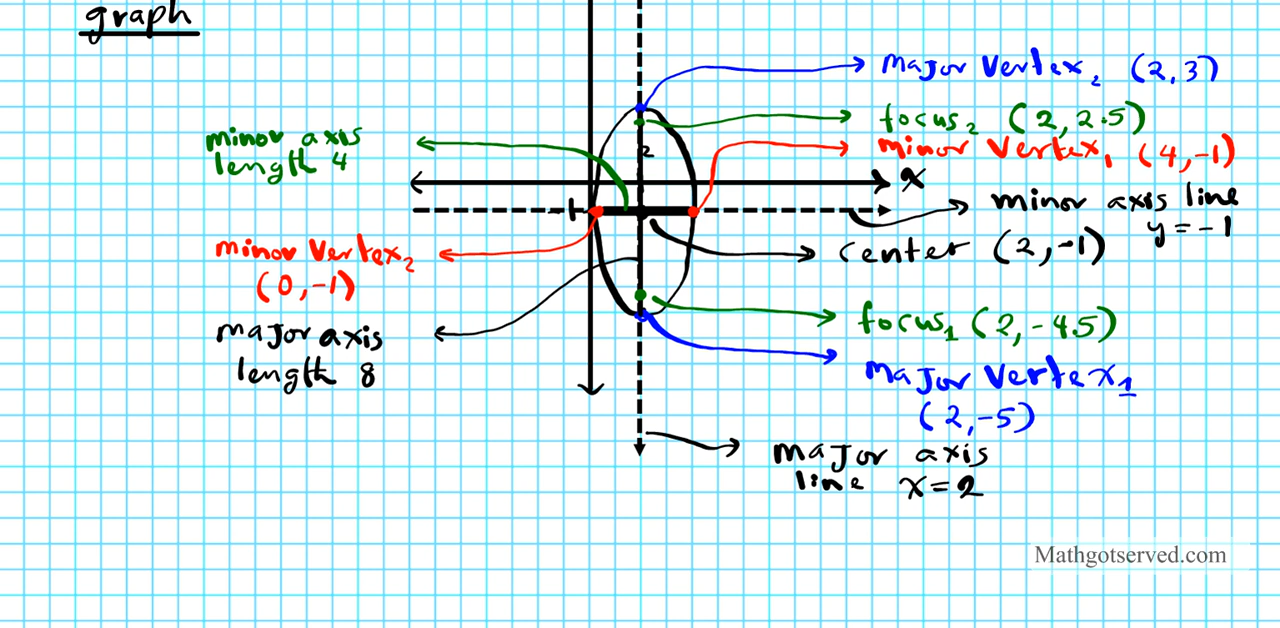 graph
major vertex₂ (2,3)
focus₂ (2,2.5)
minor axis
length 4
minor vertex₁ (4,-1)
2
x
minor axis line
y = -1
-1
center (2,-1)
minor vertex₂
(0,-1)
focus₁ (2,-4.5)
major axis
length 8
major vertex₁
(2,-5)
major axis
line x=2
Mathgotserved.com